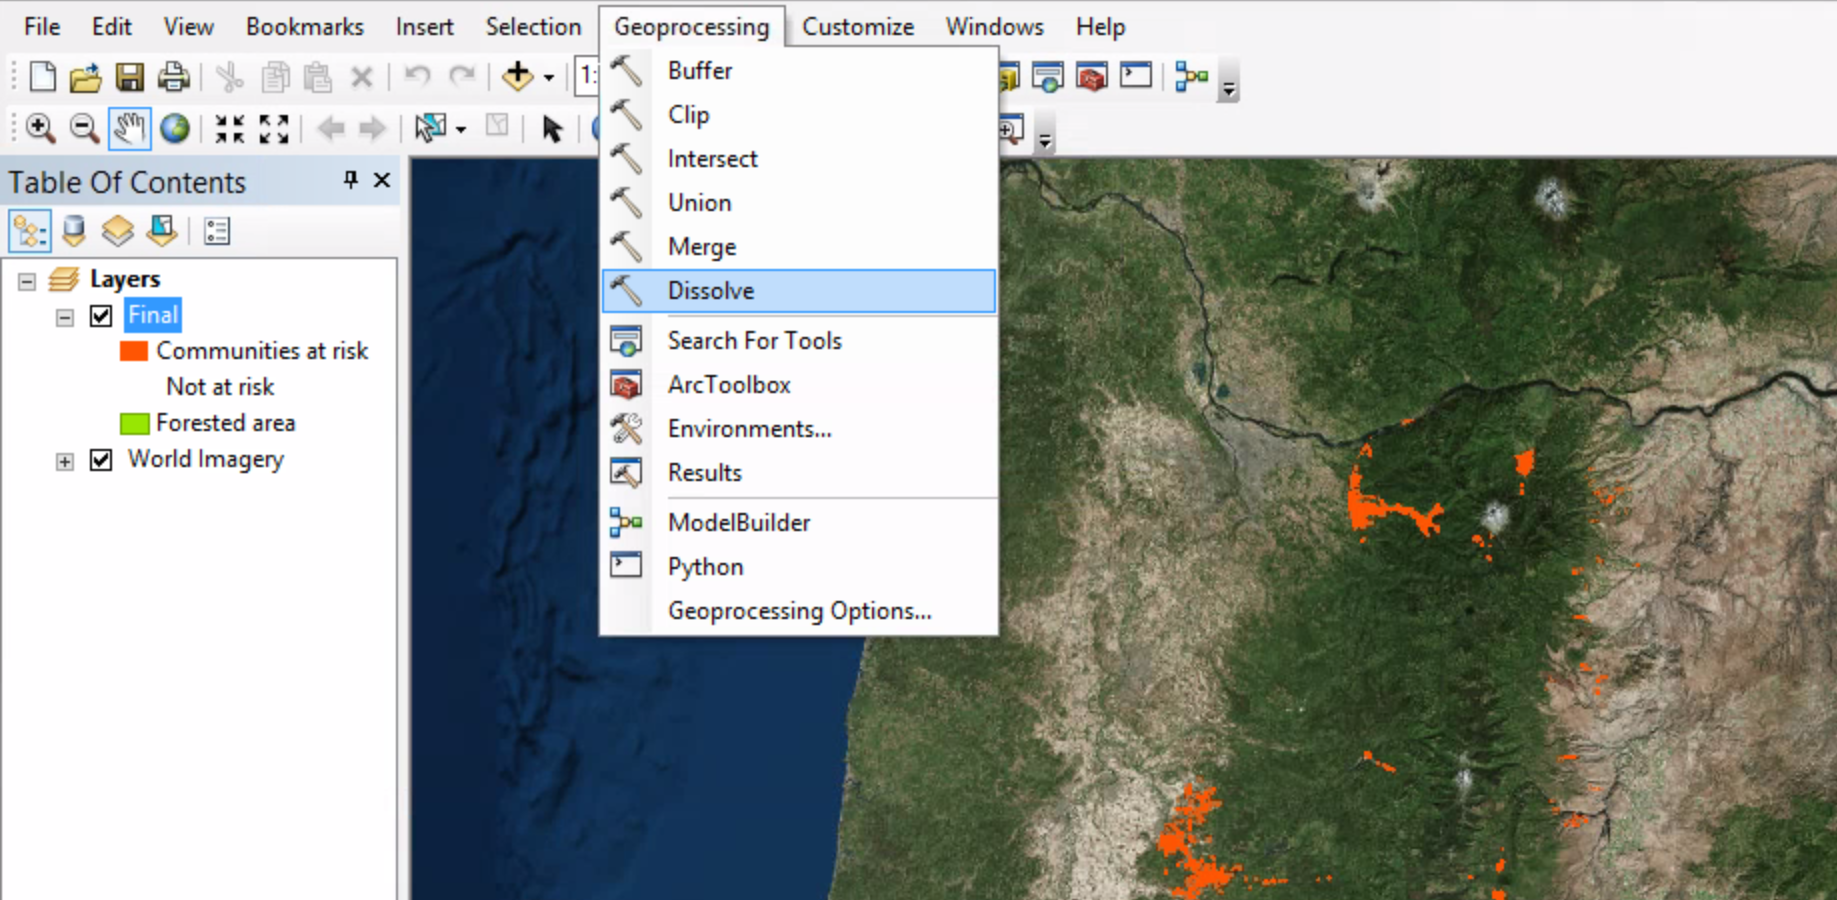 File Edit View Bookmarks Insert Selection Geoprocessing Customize Windows Help
1:
Buffer
Clip
Intersect
Union
Merge
Dissolve
Search For Tools
ArcToolbox
Environments...
Results
ModelBuilder
Python
Geoprocessing Options...
Table Of Contents
Layers
Final
Communities at risk
Not at risk
Forested area
World Imagery